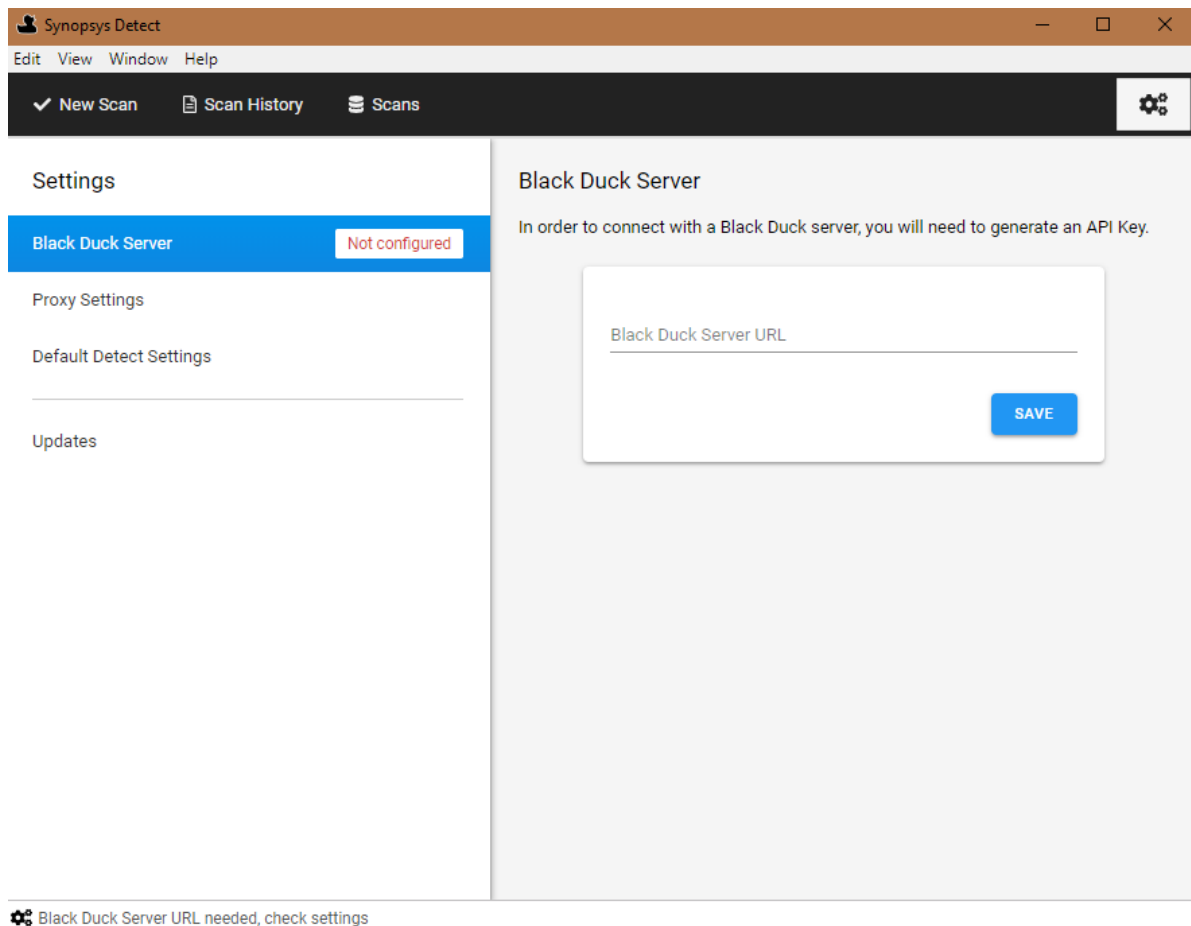 Synopsys Detect
Edit View Window Help
New Scan Scan History Scans
Settings
Black Duck Server Not configured
Proxy Settings
Default Detect Settings
Updates
Black Duck Server
In order to connect with a Black Duck server, you will need to generate an API Key.
Black Duck Server URL
SAVE
Black Duck Server URL needed, check settings